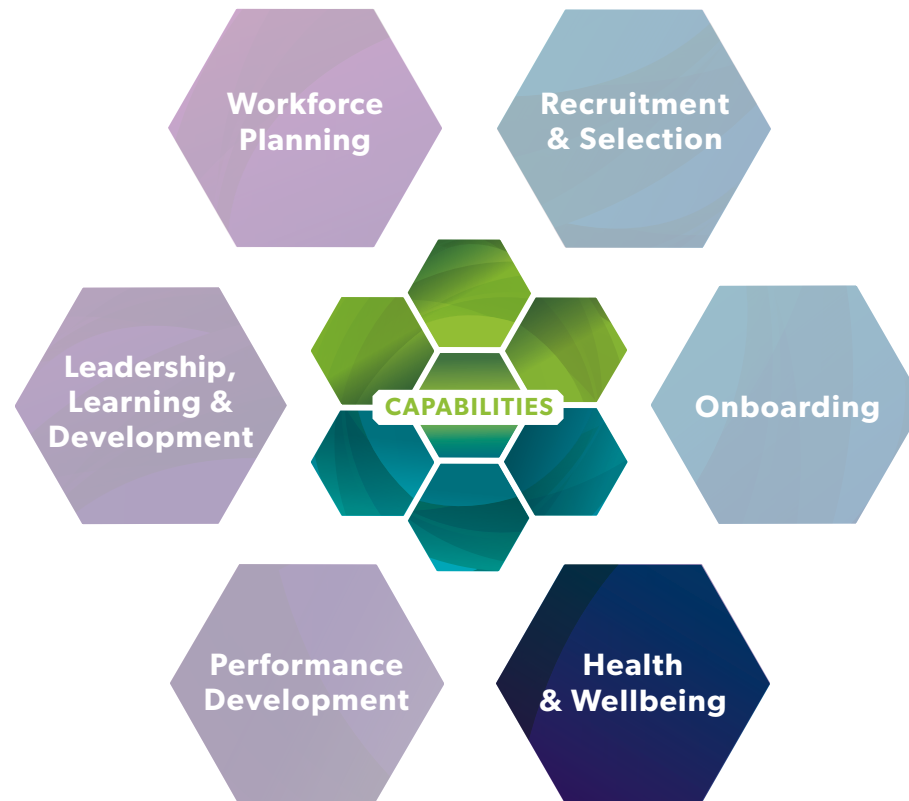 Workforce
Planning
Recruitment
& Selection
Leadership,
Learning &
Development
CAPABILITIES
Onboarding
Performance
Development
Health
& Wellbeing